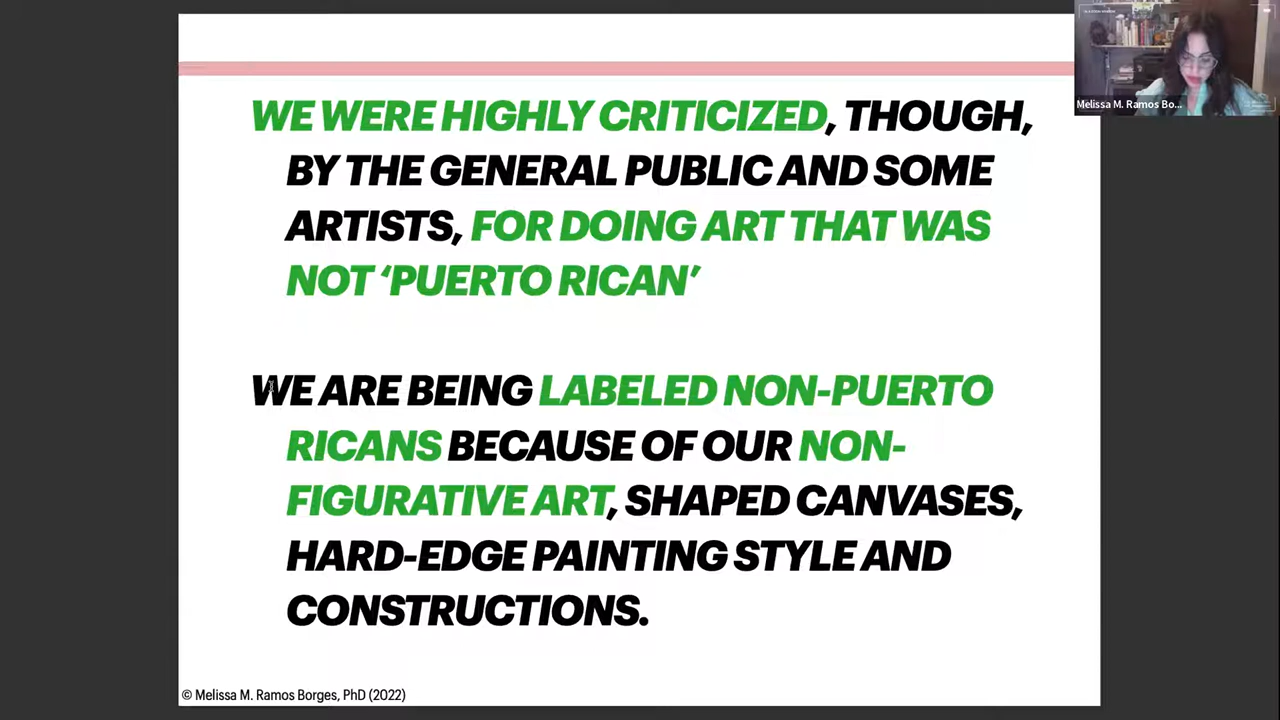 WE WERE HIGHLY CRITICIZED, THOUGH,
BY THE GENERAL PUBLIC AND SOME
ARTISTS, FOR DOING ART THAT WAS
NOT ‘PUERTO RICAN’
WE ARE BEING LABELED NON-PUERTO
RICANS BECAUSE OF OUR NON-
FIGURATIVE ART, SHAPED CANVASES,
HARD-EDGE PAINTING STYLE AND
CONSTRUCTIONS.
© Melissa M. Ramos Borges, PhD (2022)
Melissa M. Ramos Bo...